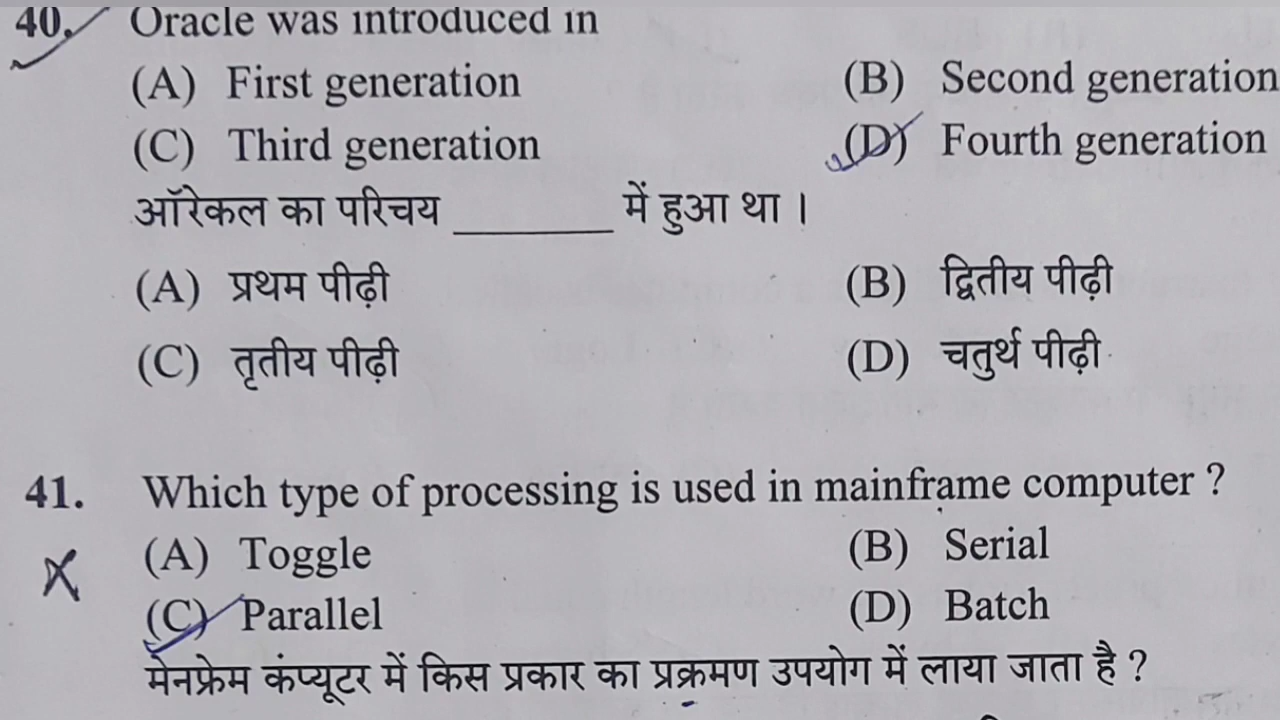 40. Oracle was introduced in
(A) First generation (B) Second generation
(C) Third generation (D) Fourth generation
ऑरेकल का परिचय __________ में हुआ था ।
(A) प्रथम पीढ़ी (B) द्वितीय पीढ़ी
(C) तृतीय पीढ़ी (D) चतुर्थ पीढ़ी
41. Which type of processing is used in mainframe computer ?
(A) Toggle (B) Serial
(C) Parallel (D) Batch
मेनफ्रेम कंप्यूटर में किस प्रकार का प्रक्रमण उपयोग में लाया जाता है ?